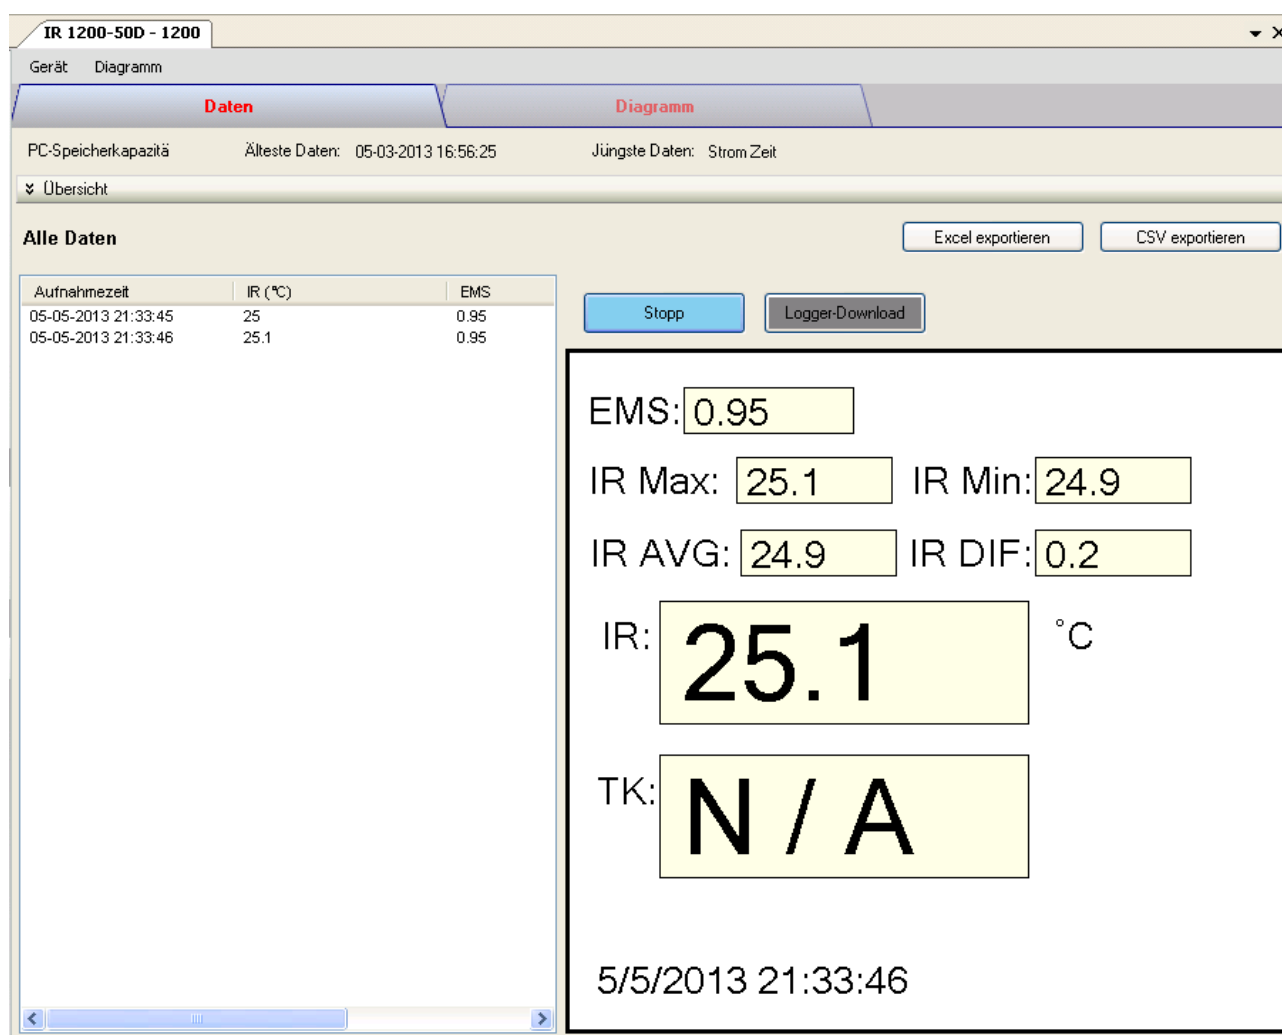 IR 1200-50D - 1200
Gerät Diagramm
Daten Diagramm
PC-Speicherkapazitä Älteste Daten: 05-03-2013 16:56:25 Jüngste Daten: Strom Zeit
Übersicht
Alle Daten Excel exportieren CSV exportieren
Aufnahmezeit IR (℃) EMS
05-05-2013 21:33:45 25 0.95
05-05-2013 21:33:46 25.1 0.95
Stopp Logger-Download
EMS: 0.95
IR Max: 25.1 IR Min: 24.9
IR AVG: 24.9 IR DIF: 0.2
IR: 25.1 °C
TK: N / A
5/5/2013 21:33:46